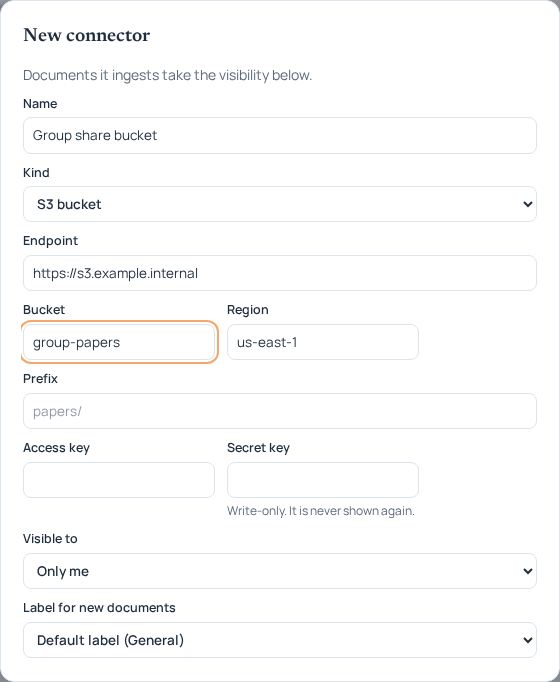 New connector
Documents it ingests take the visibility below.
Name
Group share bucket
Kind
S3 bucket
Endpoint
https://s3.example.internal
Bucket Region
group-papers us-east-1
Prefix
papers/
Access key Secret key
Write-only. It is never shown again.
Visible to
Only me
Label for new documents
Default label (General)